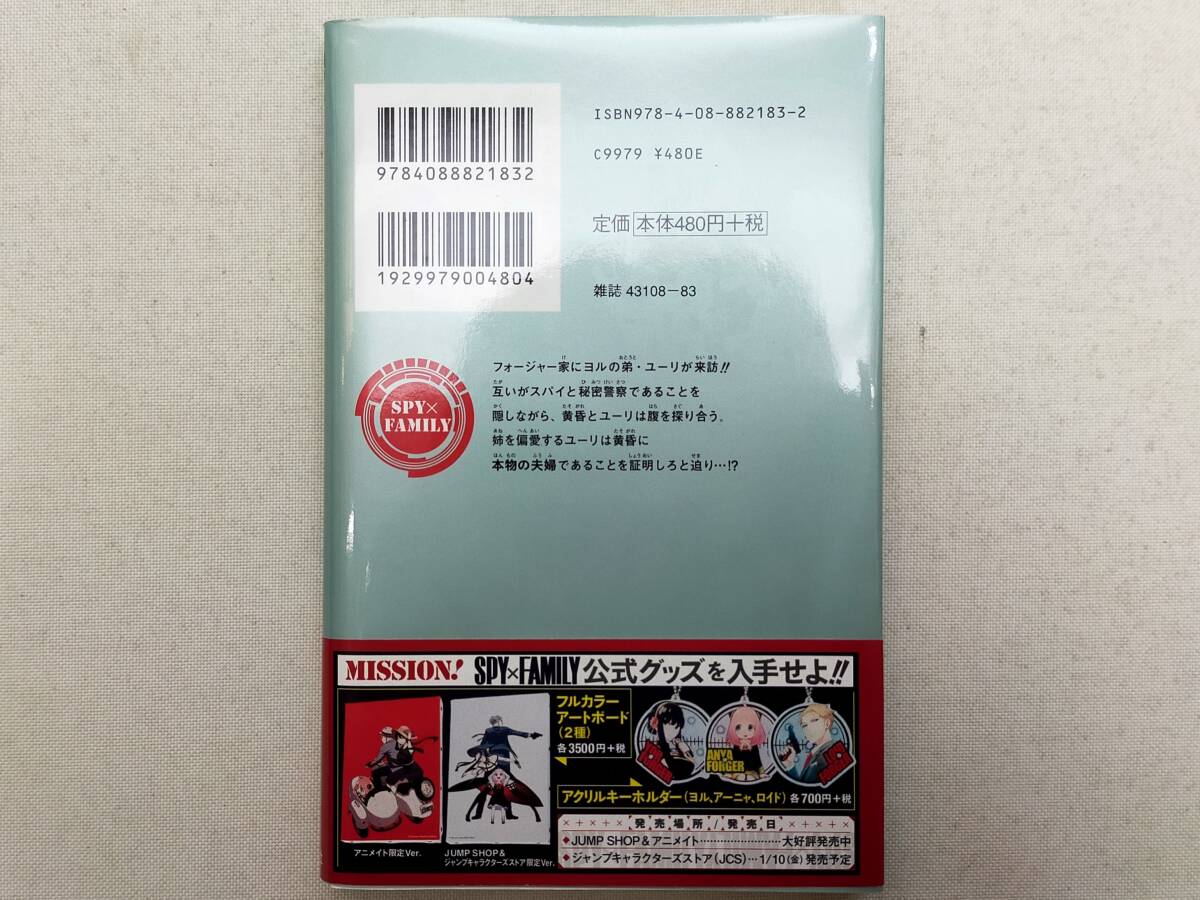 9784088821832
1929979004804
ISBN978-4-08-882183-2
C9979 ¥480E
定価 本体480円+税
雑誌 43108-83
SPY×
FAMILY
フォージャー家にヨルの弟・ユーリが来訪!!
互いがスパイと秘密警察であることを
隠しながら、黄昏とユーリは腹を探り合う。
姉を偏愛するユーリは黄昏に
本物の夫婦であることを証明しろと迫り…!?
MISSION! SPY×FAMILY 公式グッズを入手せよ!!
フルカラー
アートボード
(2種)
各3500円+税
ANYA
FORGER
アクリルキーホルダー(ヨル、アーニャ、ロイド) 各700円+税
アニメイト限定Ver.
JUMP SHOP&
ジャンプキャラクターズストア限定Ver.
発売場所/発売日
◆JUMP SHOP&アニメイト……………………大好評発売中
◆ジャンプキャラクターズストア(JCS)…1/10(金)発売予定